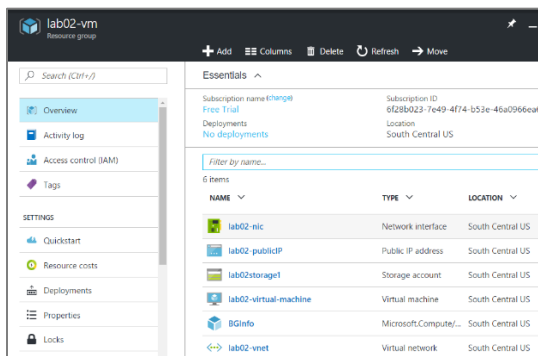 lab02-vm
Resource group
Add Columns Delete Refresh Move
Search (Ctrl+/)
Overview
Activity log
Access control (IAM)
Tags
SETTINGS
Quickstart
Resource costs
Deployments
Properties
Locks
Essentials
Subscription name (change) Subscription ID
Free Trial 6f28b023-7e49-4f74-b53e-46a0966ea
Deployments Location
No deployments South Central US
Filter by name...
6 items
NAME TYPE LOCATION
lab02-nic Network interface South Central US
lab02-publicIP Public IP address South Central US
lab02storage1 Storage account South Central US
lab02-virtual-machine Virtual machine South Central US
BGInfo Microsoft.Compute/... South Central US
lab02-vnet Virtual network South Central US